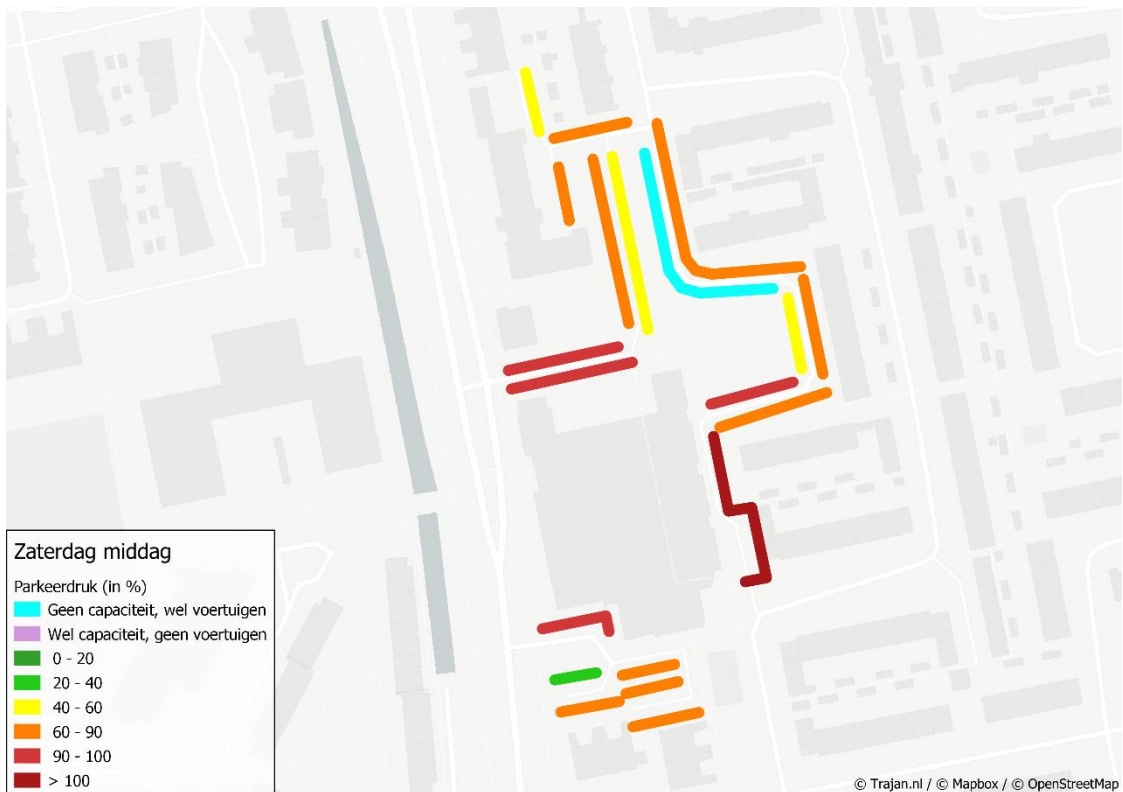 Zaterdag middag
Parkeerdruk (in %)
Geen capaciteit, wel voertuigen
Wel capaciteit, geen voertuigen
0 - 20
20 - 40
40 - 60
60 - 90
90 - 100
> 100
© Trajan.nl / © Mapbox / © OpenStreetMap